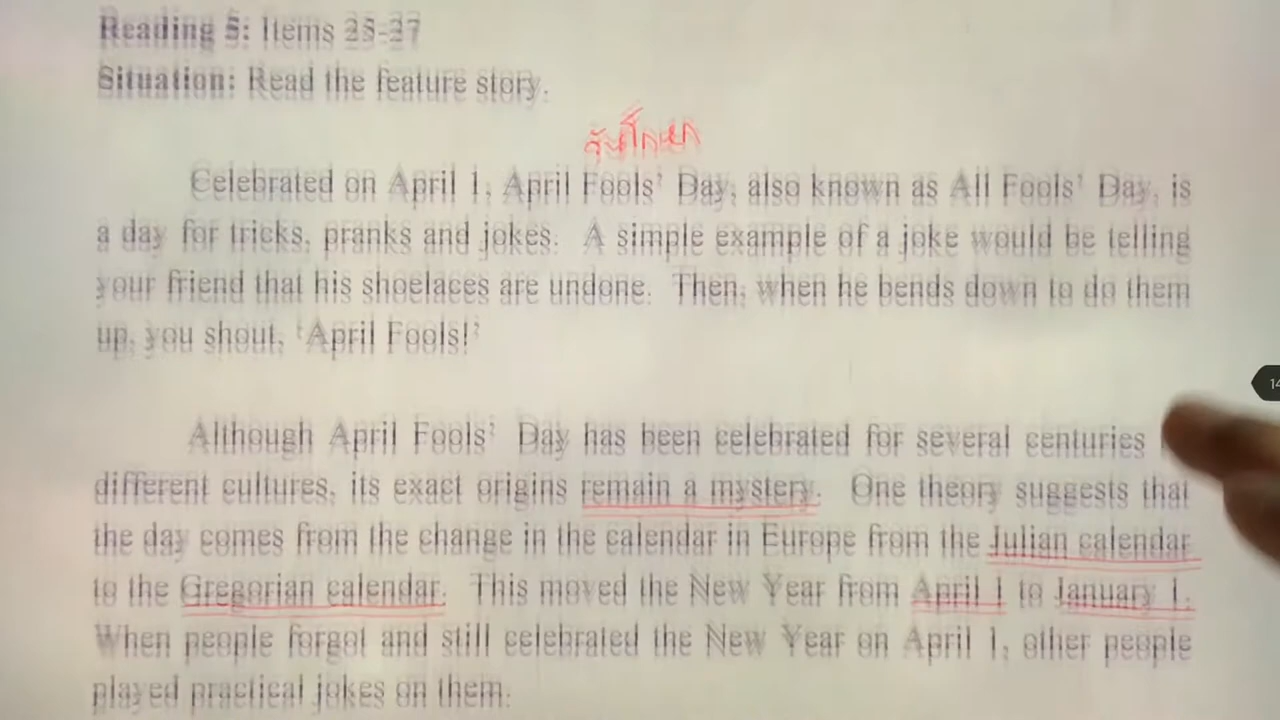 Reading 5: Items 25-27
Situation: Read the feature story.
วันโกหก
Celebrated on April 1, April Fools' Day, also known as All Fools' Day, is
a day for tricks, pranks and jokes. A simple example of a joke would be telling
your friend that his shoelaces are undone. Then, when he bends down to do them
up, you shout, 'April Fools!'
Although April Fools' Day has been celebrated for several centuries
different cultures, its exact origins remain a mystery. One theory suggests that
the day comes from the change in the calendar in Europe from the Julian calendar
to the Gregorian calendar. This moved the New Year from April 1 to January 1.
When people forgot and still celebrated the New Year on April 1, other people
played practical jokes on them.